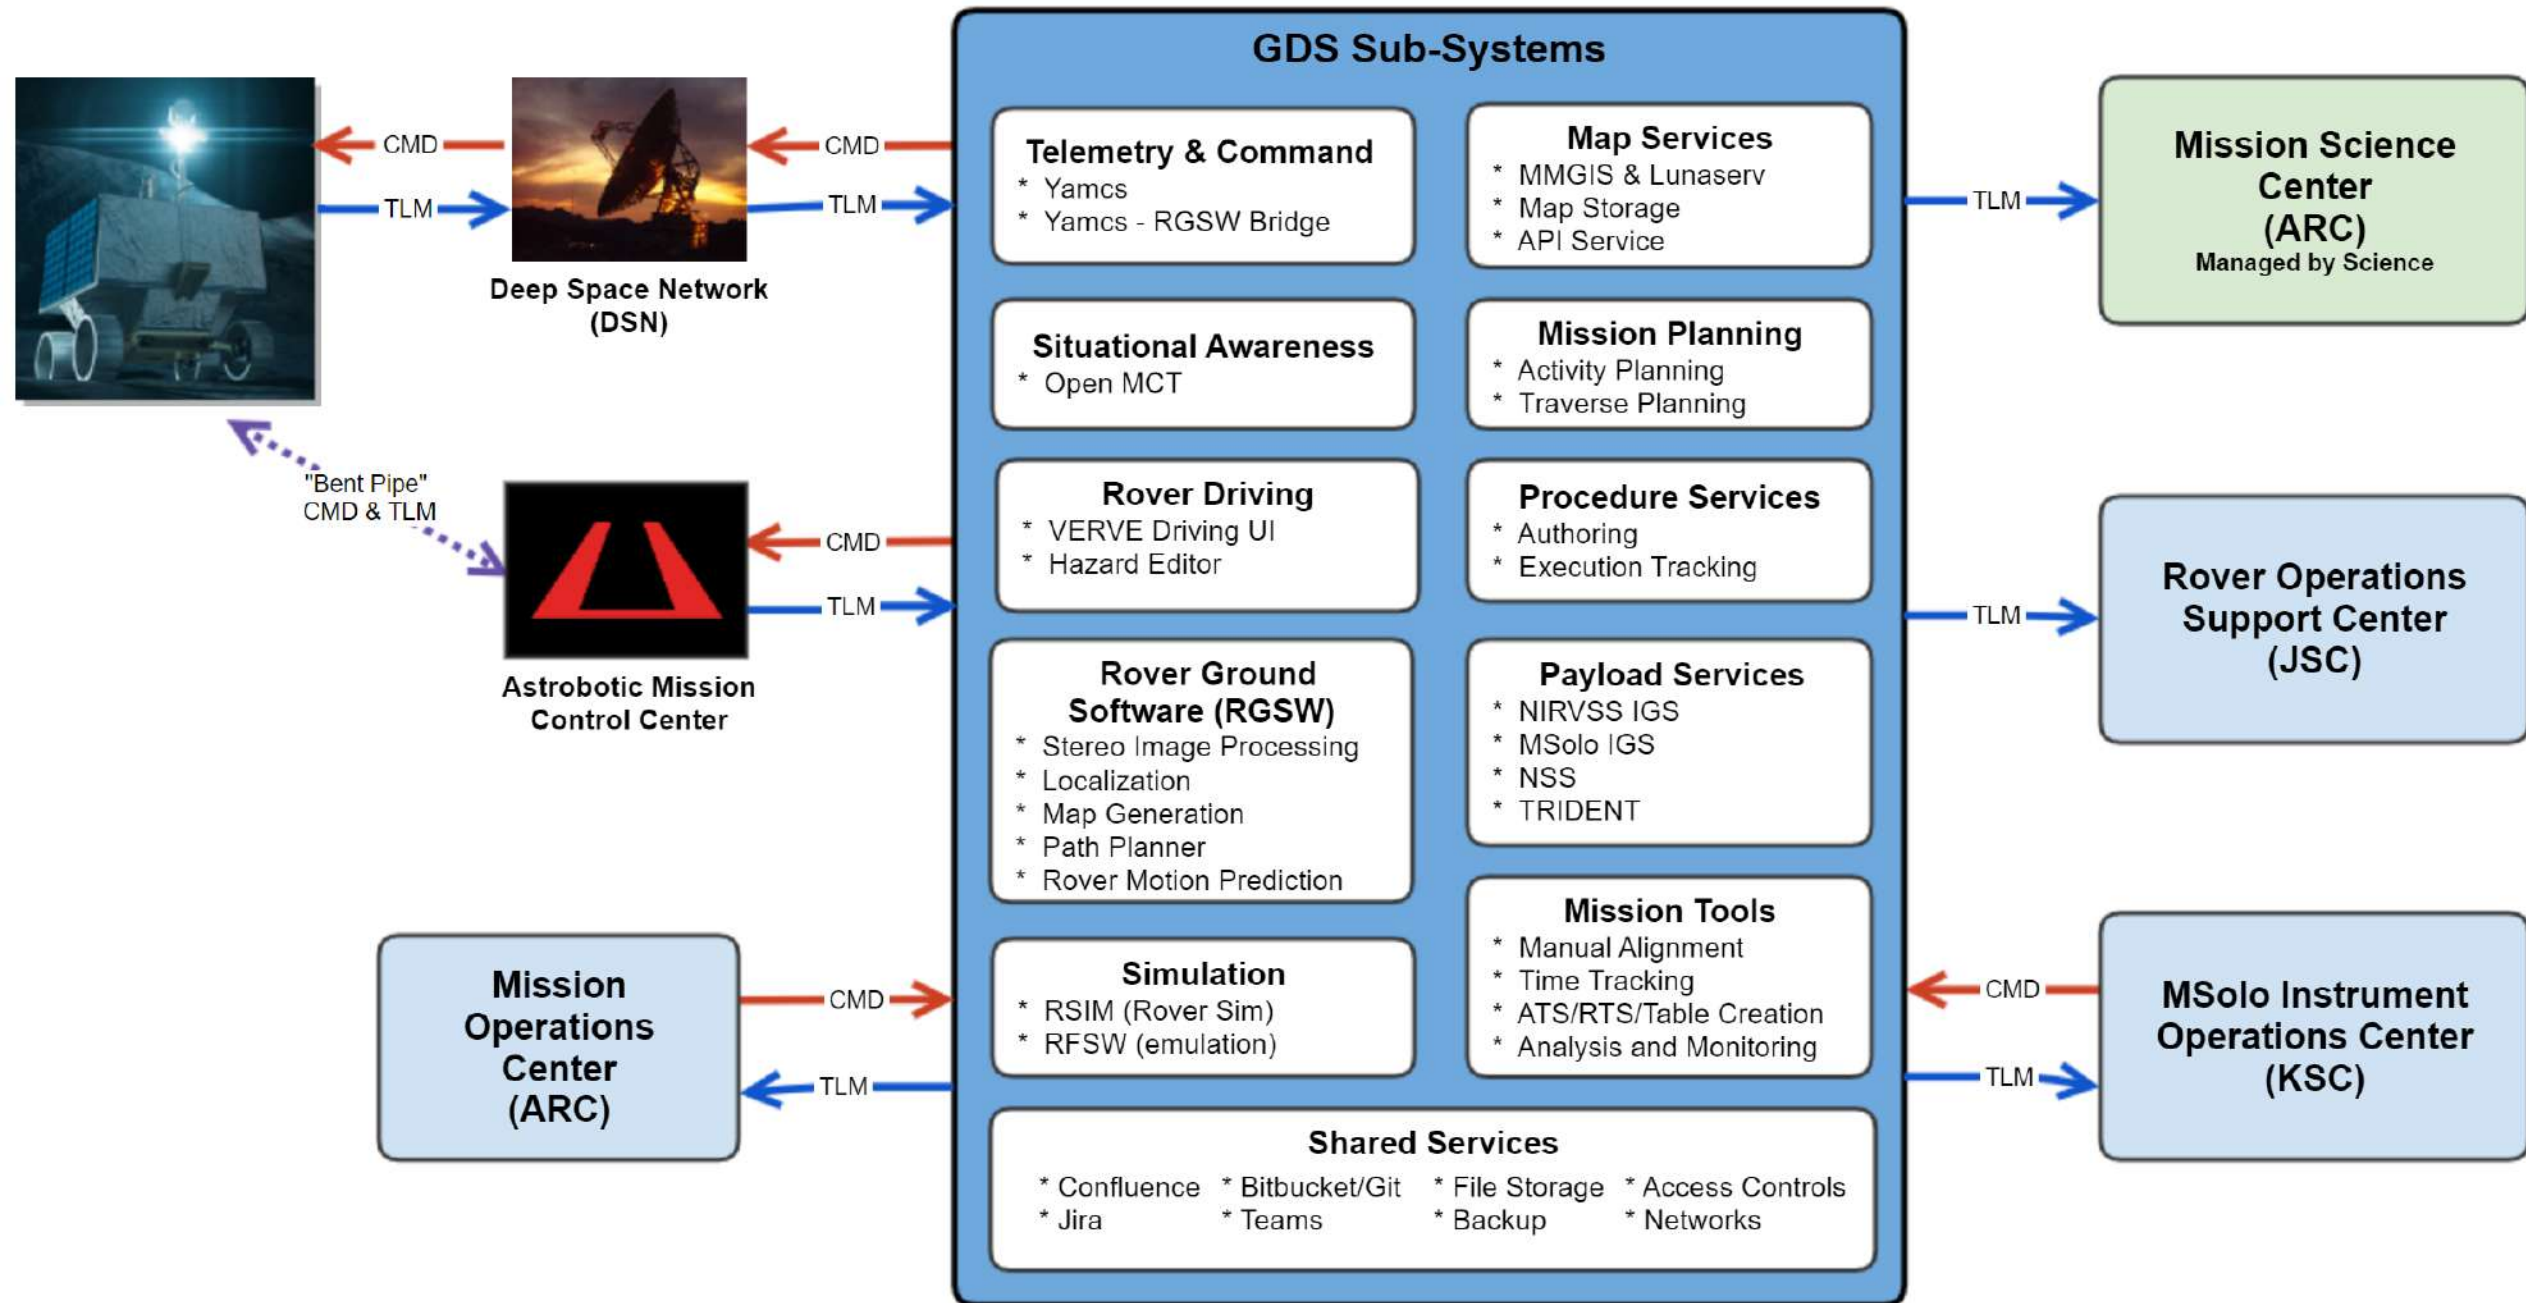 GDS Sub-Systems
CMD
TLM
Deep Space Network
(DSN)
CMD
TLM
"Bent Pipe"
CMD & TLM
Astrobotic Mission
Control Center
CMD
TLM
Mission
Operations
Center
(ARC)
CMD
TLM
Telemetry & Command
* Yamcs
* Yamcs - RGSW Bridge
Situational Awareness
* Open MCT
Rover Driving
* VERVE Driving UI
* Hazard Editor
Rover Ground
Software (RGSW)
* Stereo Image Processing
* Localization
* Map Generation
* Path Planner
* Rover Motion Prediction
Simulation
* RSIM (Rover Sim)
* RFSW (emulation)
Map Services
* MMGIS & Lunaserv
* Map Storage
* API Service
Mission Planning
* Activity Planning
* Traverse Planning
Procedure Services
* Authoring
* Execution Tracking
Payload Services
* NIRVSS IGS
* MSolo IGS
* NSS
* TRIDENT
Mission Tools
* Manual Alignment
* Time Tracking
* ATS/RTS/Table Creation
* Analysis and Monitoring
Shared Services
* Confluence * Bitbucket/Git * File Storage * Access Controls
* Jira * Teams * Backup * Networks
TLM
Mission Science
Center
(ARC)
Managed by Science
TLM
Rover Operations
Support Center
(JSC)
CMD
TLM
MSolo Instrument
Operations Center
(KSC)